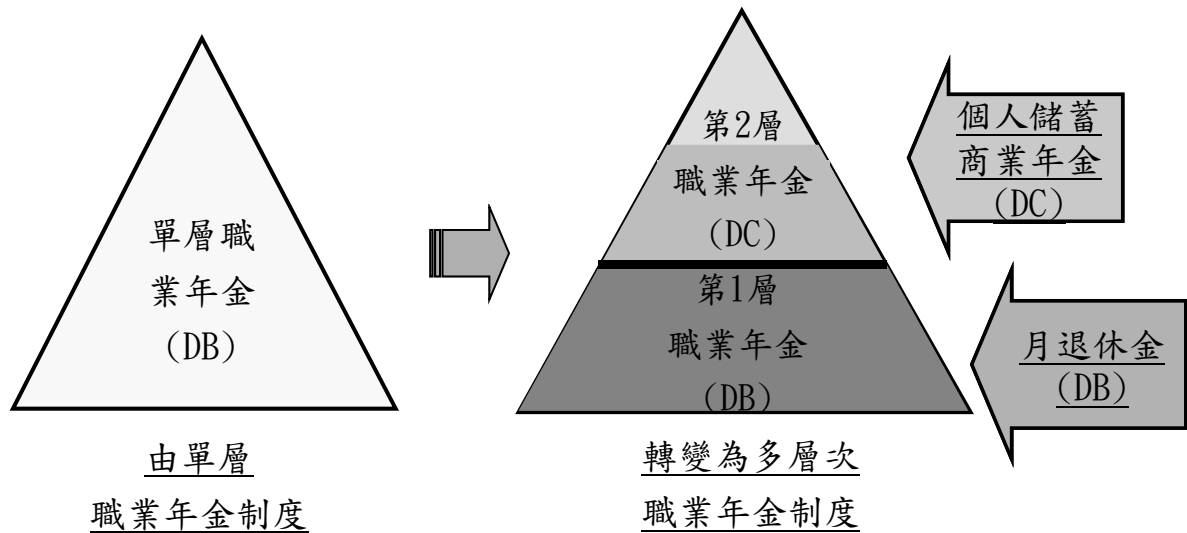 單層職
業年金
(DB)
由單層
職業年金制度
第2層
職業年金
(DC)
第1層
職業年金
(DB)
轉變為多層次
職業年金制度
個人儲蓄
商業年金
(DC)
月退休金
(DB)